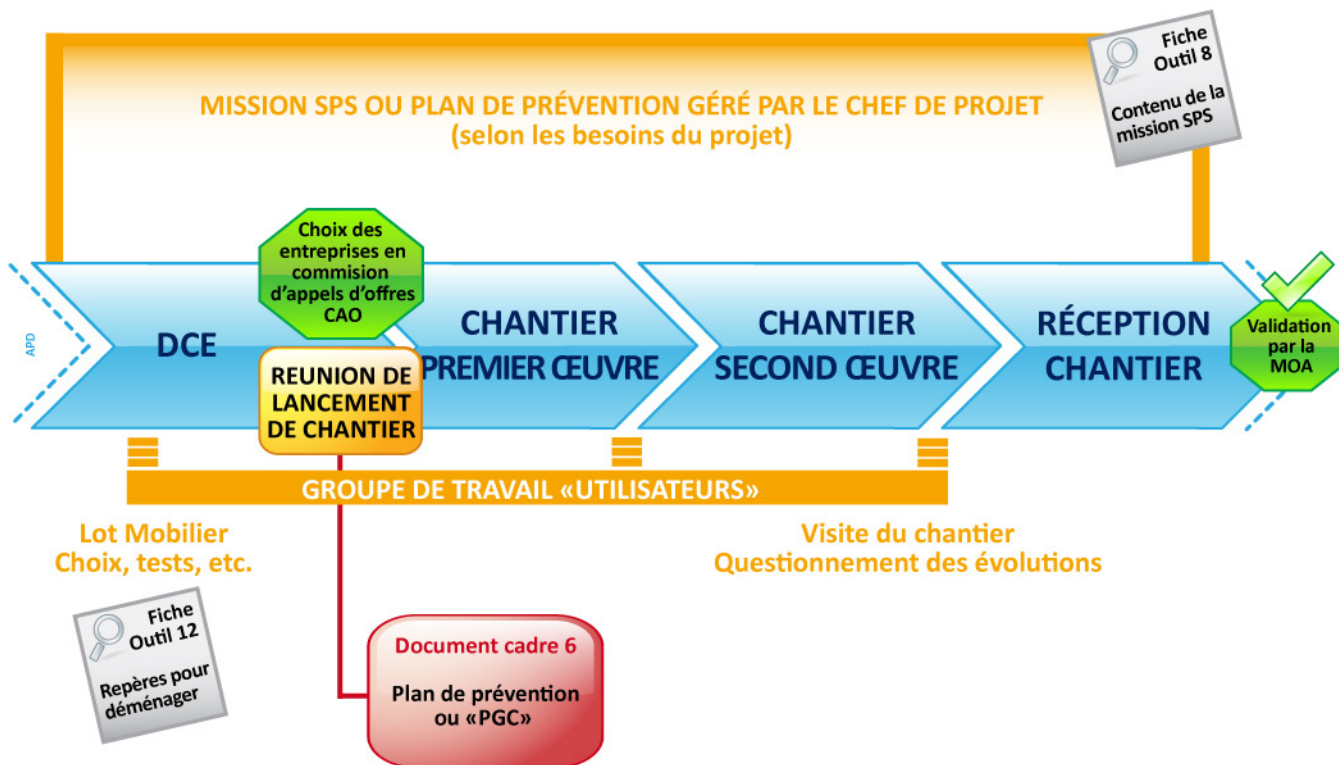 Fiche
Outil 8
Contenu de la
mission SPS
MISSION SPS OU PLAN DE PRÉVENTION GÉRÉ PAR LE CHEF DE PROJET
(selon les besoins du projet)
Choix des
entreprises en
commision
d'appels d'offres
CAO
APD
DCE
CHANTIER
PREMIER ŒUVRE
CHANTIER
SECOND ŒUVRE
RÉCEPTION
CHANTIER
Validation
par la
MOA
REUNION DE
LANCEMENT
DE CHANTIER
GROUPE DE TRAVAIL «UTILISATEURS»
Lot Mobilier
Choix, tests, etc.
Visite du chantier
Questionnement des évolutions
Fiche
Outil 12
Repères pour
déménager
Document cadre 6
Plan de prévention
ou «PGC»